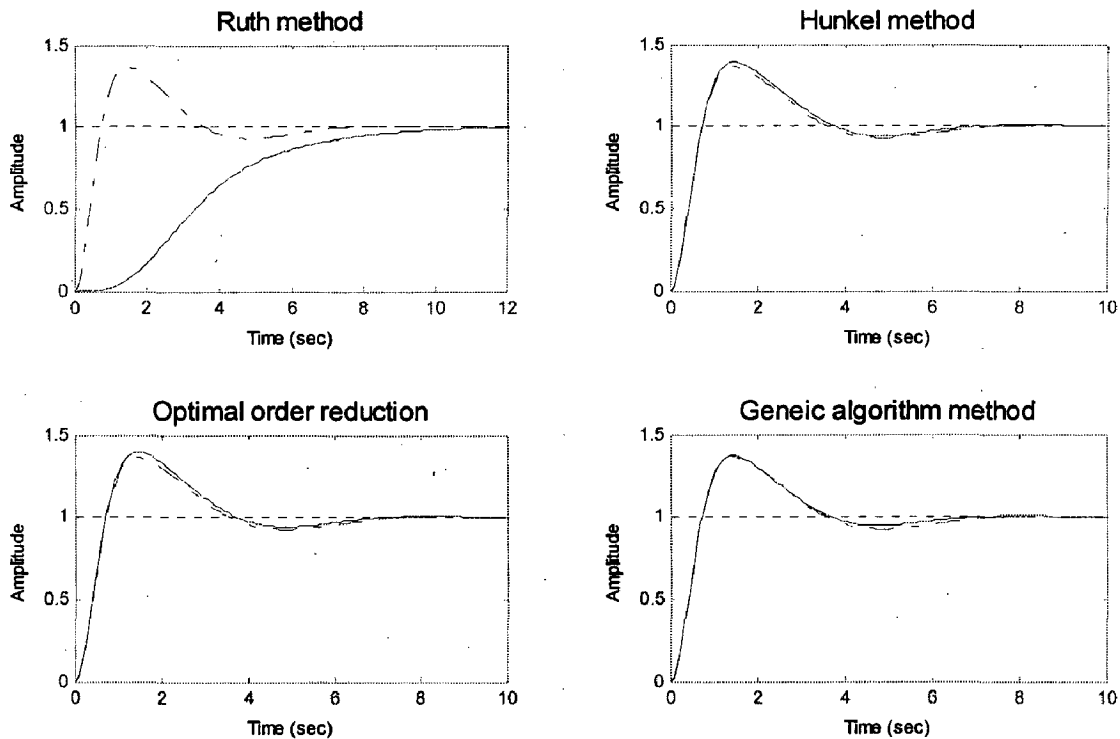 Ruth method
1.5
1
0.5
0
Amplitude
0 2 4 6 8 10 12
Time (sec)
Hunkel method
1.5
1
0.5
0
Amplitude
0 2 4 6 8 10
Time (sec)
Optimal order reduction
1.5
1
0.5
0
Amplitude
0 2 4 6 8 10
Time (sec)
Geneic algorithm method
1.5
1
0.5
0
Amplitude
0 2 4 6 8 10
Time (sec)